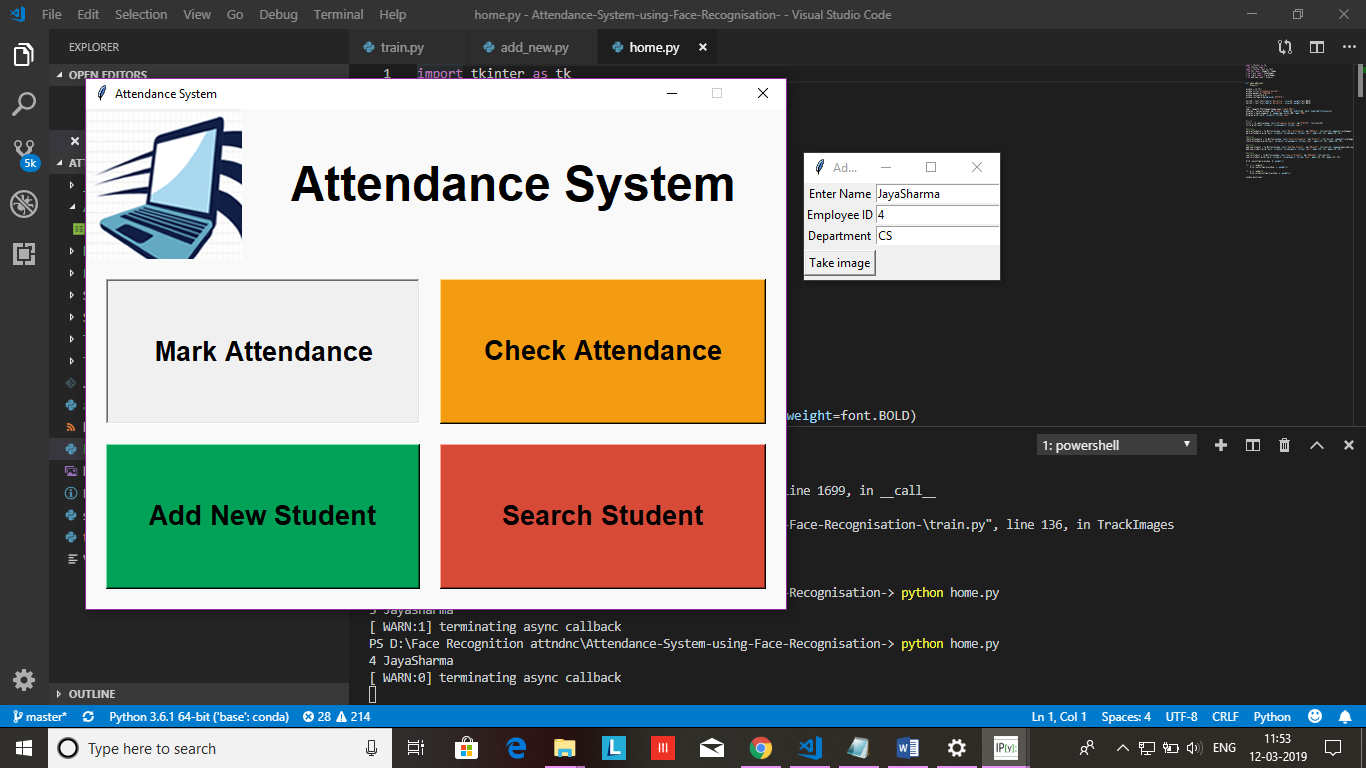 File Edit Selection View Go Debug Terminal Help
home.py - Attendance-System-using-Face-Recognisation- - Visual Studio Code
EXPLORER
train.py
add_new.py
home.py
OPEN EDITORS
1 import tkinter as tk
Attendance System
Attendance System
5k
ATT
Ad...
Enter Name JayaSharma
Employee ID 4
Department CS
Take image
Mark Attendance
Check Attendance
Add New Student
Search Student
weight=font.BOLD)
1: powershell
line 1699, in __call__
-Face-Recognisation-\train.py", line 136, in TrackImages
-Recognisation-> python home.py
[ WARN:1] terminating async callback
PS D:\Face Recognition attndnc\Attendance-System-using-Face-Recognisation-> python home.py
4 JayaSharma
[ WARN:0] terminating async callback
OUTLINE
master*
Python 3.6.1 64-bit ('base': conda)
28
214
Ln 1, Col 1
Spaces: 4
UTF-8
CRLF
Python
Type here to search
L
IP[y]:
ENG
11:53
12-03-2019